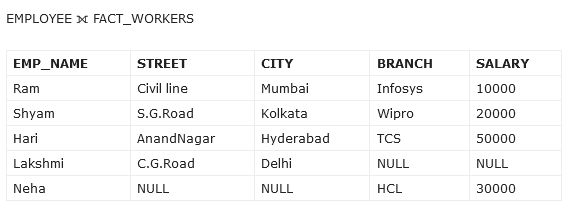 EMPLOYEE ⟗ FACT_WORKERS
EMP_NAME STREET CITY BRANCH SALARY
Ram Civil line Mumbai Infosys 10000
Shyam S.G.Road Kolkata Wipro 20000
Hari AnandNagar Hyderabad TCS 50000
Lakshmi C.G.Road Delhi NULL NULL
Neha NULL NULL HCL 30000